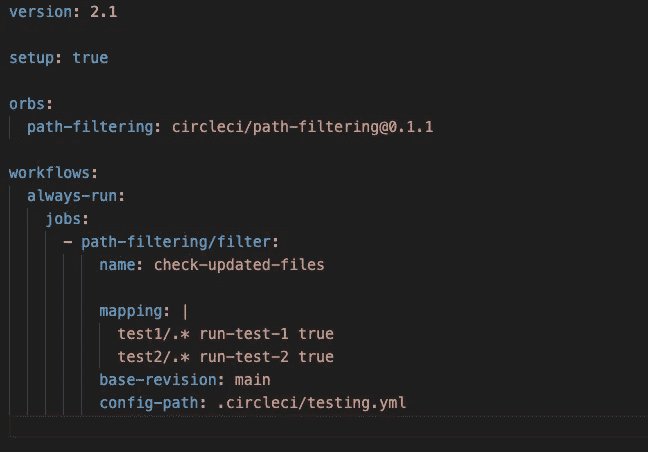 version: 2.1
setup: true
orbs:
path-filtering: circleci/path-filtering@0.1.1
workflows:
always-run:
jobs:
- path-filtering/filter:
name: check-updated-files
mapping: |
test1/.* run-test-1 true
test2/.* run-test-2 true
base-revision: main
config-path: .circleci/testing.yml